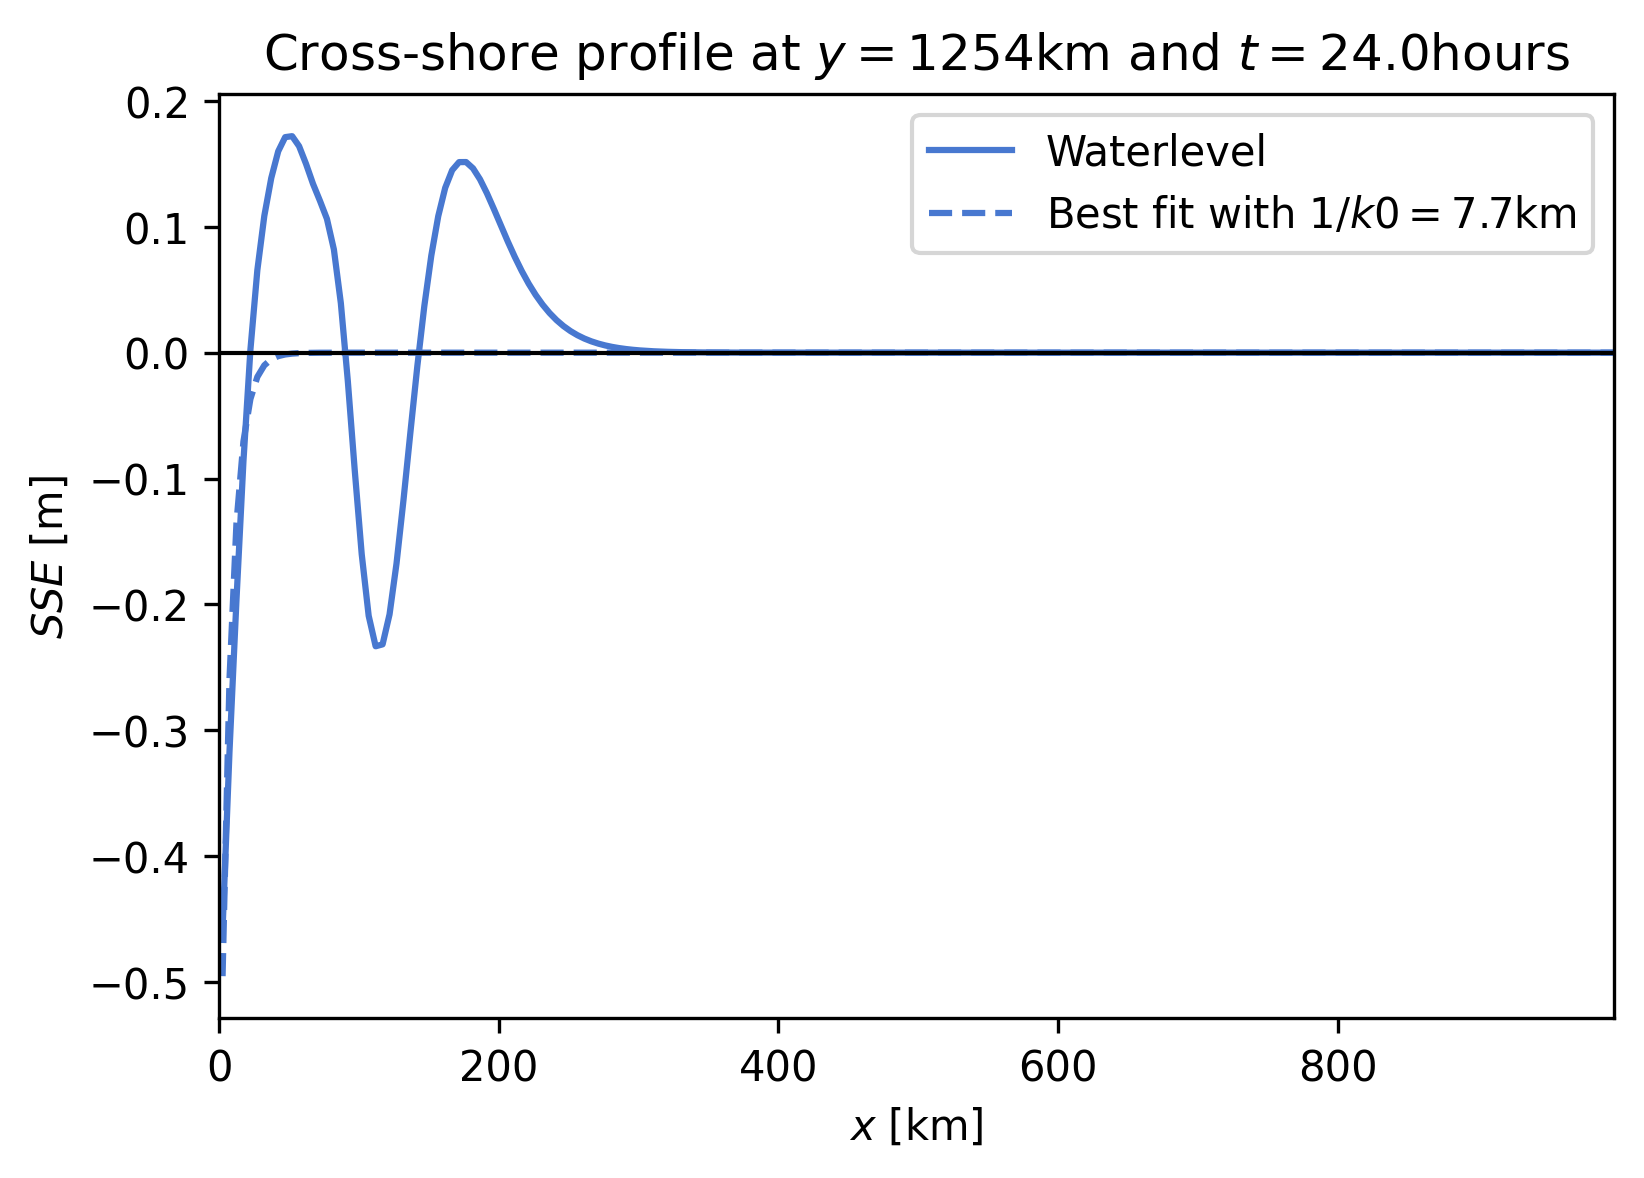 Cross-shore profile at y = 1254km and t = 24.0hours
Waterlevel
Best fit with 1/k0 = 7.7km
0.2
0.1
0.0
−0.1
−0.2
−0.3
−0.4
−0.5
SSE [m]
0 200 400 600 800
x [km]